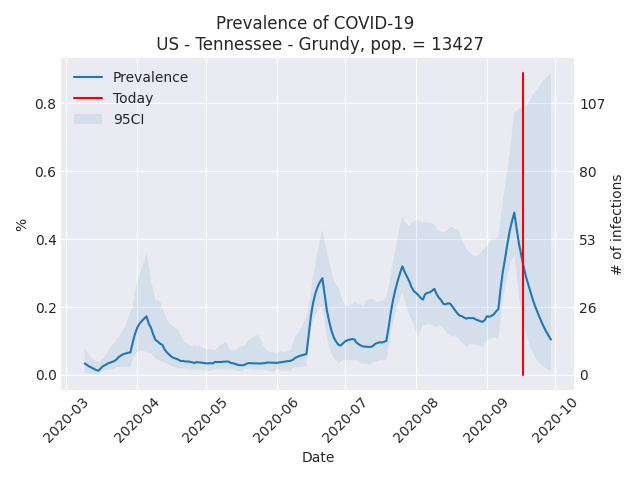 Prevalence of COVID-19
US - Tennessee - Grundy, pop. = 13427
Prevalence
Today
95CI
0.8
0.6
0.4
0.2
0.0
%
107
80
53
26
0
# of infections
2020-03
2020-04
2020-05
2020-06
2020-07
2020-08
2020-09
2020-10
Date